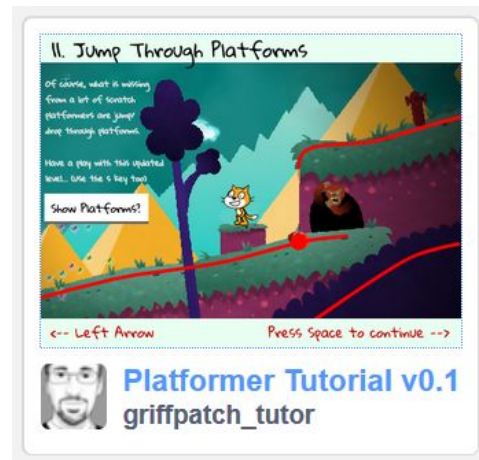 11. Jump Through Platforms
Of course, what is missing
from a lot of scratch
platformers are jump/
drop through platforms.
Have a play with this updated
level... (Use the s key too)
Show Platforms?
<-- Left Arrow
Press Space to continue -->
Platformer Tutorial v0.1
griffpatch_tutor